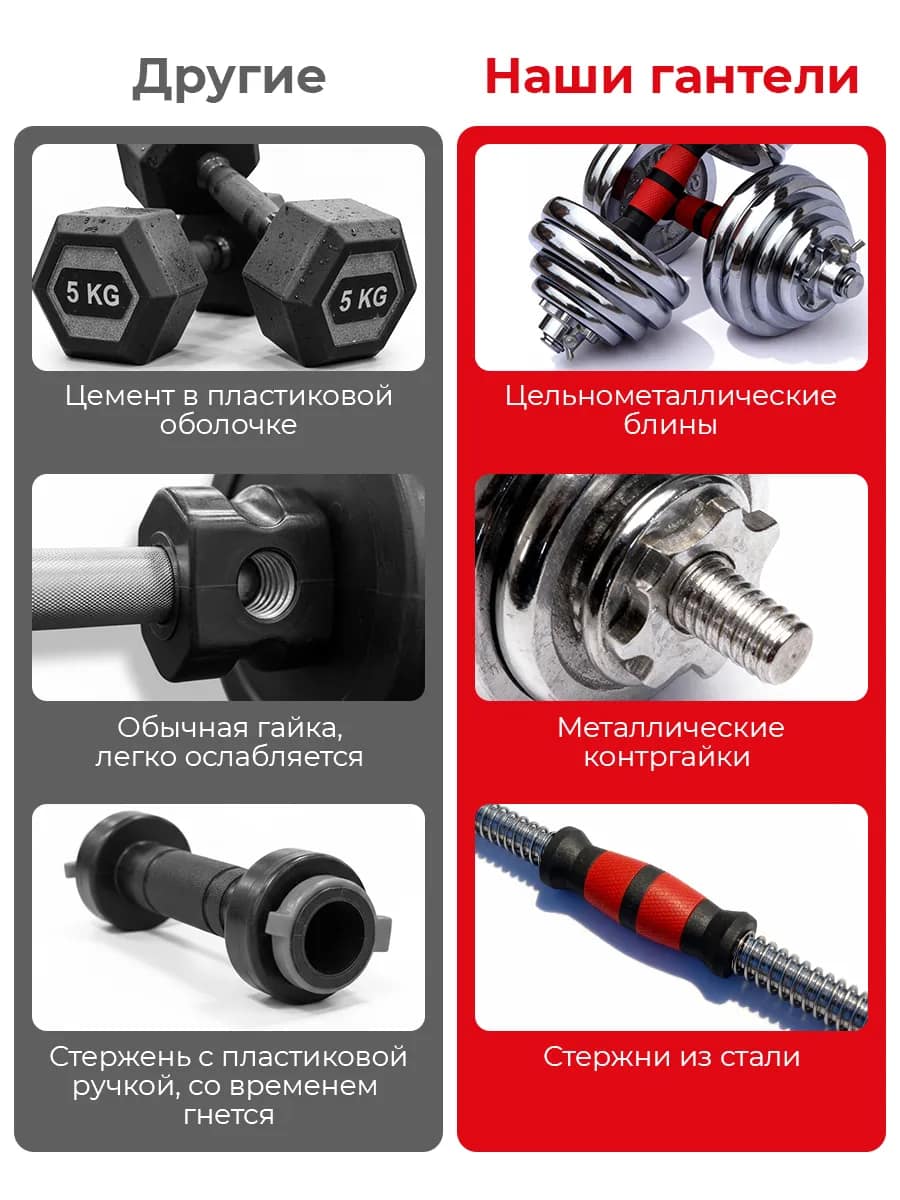 Другие
Наши гантели
5 KG
5 KG
Цемент в пластиковой
оболочке
Цельнометаллические
блины
Обычная гайка,
легко ослабляется
Металлические
контргайки
Стержень с пластиковой
ручкой, со временем
гнется
Стержни из стали